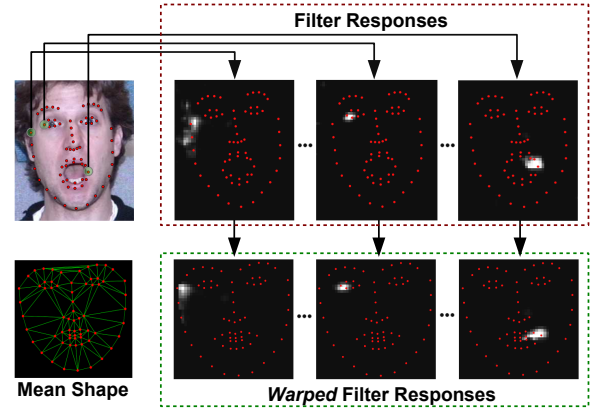 Filter Responses
... ...
Mean Shape
... ...
Warped Filter Responses